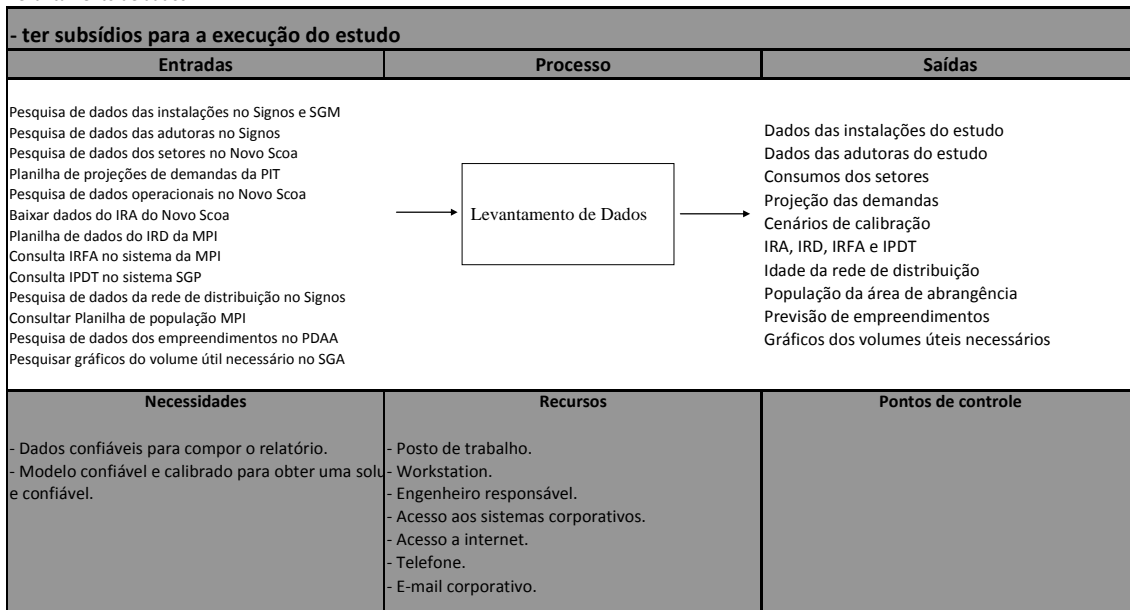 - ter subsídios para a execução do estudo
Entradas
Processo
Saídas
Pesquisa de dados das instalações no Signos e SGM
Pesquisa de dados das adutoras no Signos
Pesquisa de dados dos setores no Novo Scoa
Planilha de projeções de demandas da PIT
Pesquisa de dados operacionais no Novo Scoa
Baixar dados do IRA do Novo Scoa
Planilha de dados do IRD da MPI
Consulta IRFA no sistema da MPI
Consulta IPDT no sistema SGP
Pesquisa de dados da rede de distribuição no Signos
Consultar Planilha de população MPI
Pesquisa de dados dos empreendimentos no PDAA
Pesquisar gráficos do volume útil necessário no SGA
Levantamento de Dados
Dados das instalações do estudo
Dados das adutoras do estudo
Consumos dos setores
Projeção das demandas
Cenários de calibração
IRA, IRD, IRFA e IPDT
Idade da rede de distribuição
População da área de abrangência
Previsão de empreendimentos
Gráficos dos volumes úteis necessários
Necessidades
- Dados confiáveis para compor o relatório.
- Modelo confiável e calibrado para obter uma solu
e confiável.
Recursos
- Posto de trabalho.
- Workstation.
- Engenheiro responsável.
- Acesso aos sistemas corporativos.
- Acesso a internet.
- Telefone.
- E-mail corporativo.
Pontos de controle